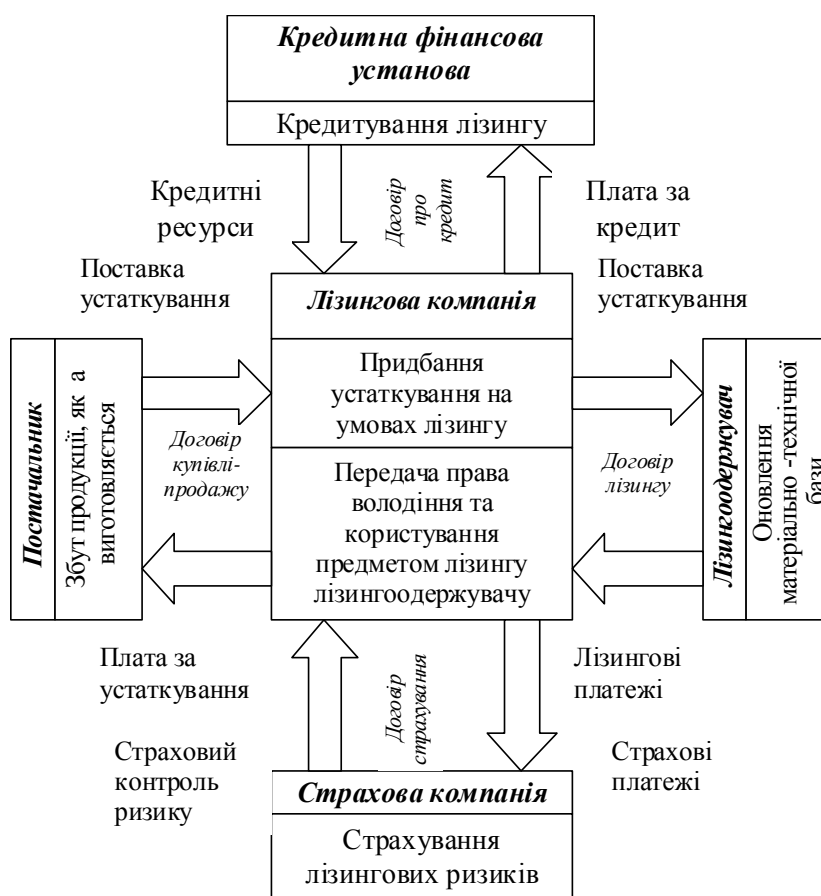 Кредитна фінансова
установа
Кредитування лізингу
Кредитні
ресурси
Договір
про
кредит
Плата за
кредит
Поставка
устаткування
Поставка
устаткування
Лізингова компанія
Придбання
устаткування на
умовах лізингу
Передача права
володіння та
користування
предметом лізингу
лізингоодержувачу
Постачальник
Збут продукції, як а
виготовляється
Договір
купівлі-
продажу
Договір
лізингу
Лізингоодержувач
Оновлення
матеріально -технічної
бази
Плата за
устаткування
Договір
страхування
Лізингові
платежі
Страховий
контроль
ризику
Страхові
платежі
Страхова компанія
Страхування
лізингових ризиків